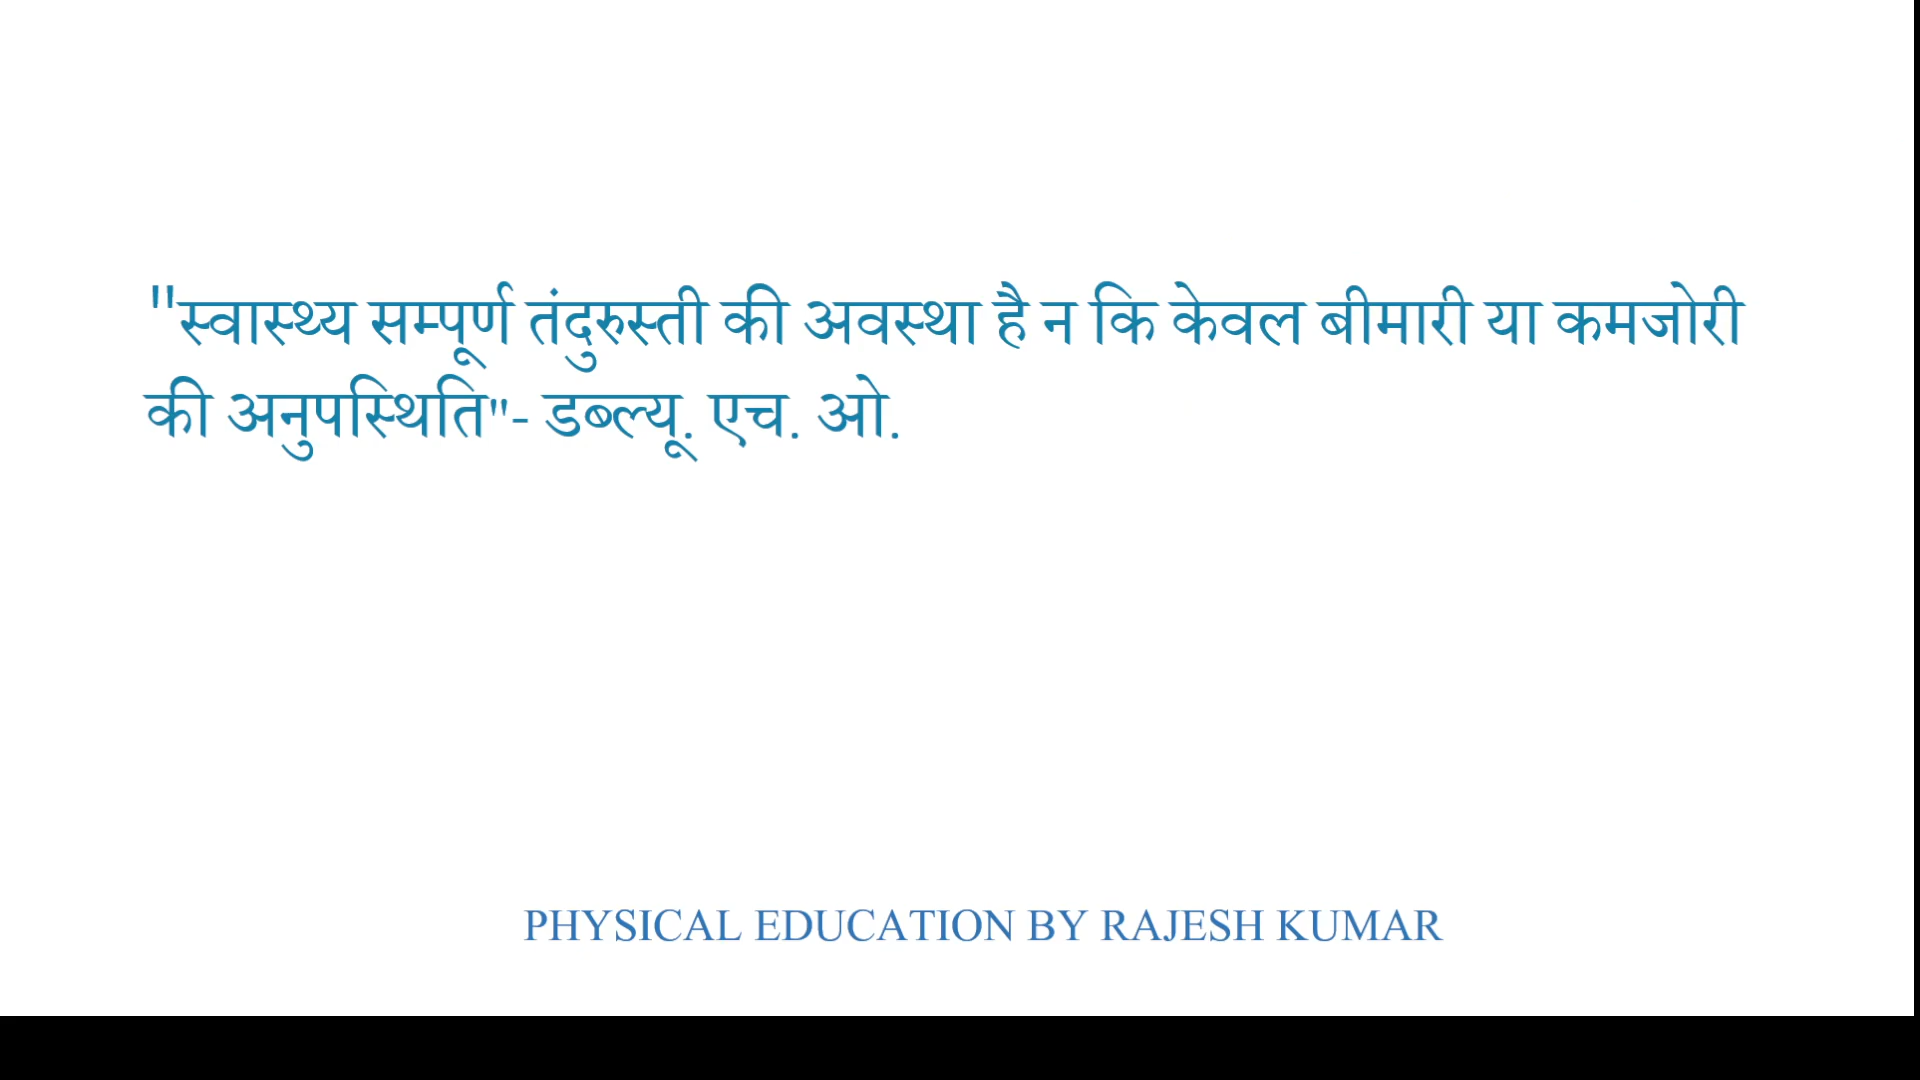 "स्वास्थ्य सम्पूर्ण तंदुरुस्ती की अवस्था है न कि केवल बीमारी या कमजोरी
की अनुपस्थिति"- डब्ल्यू. एच. ओ.
PHYSICAL EDUCATION BY RAJESH KUMAR